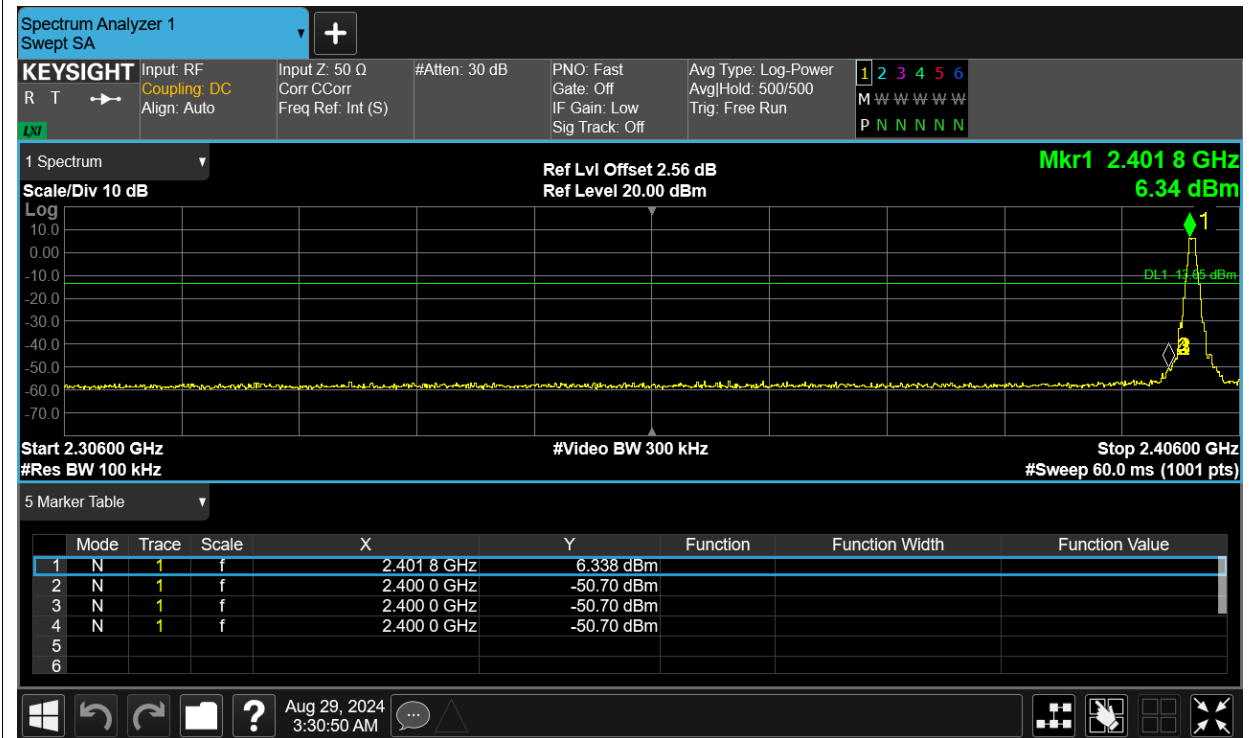 Spectrum Analyzer 1
Swept SA
KEYSIGHT
R T
LXI
Input: RF
Coupling: DC
Align: Auto
Input Z: 50 Ω
Corr CCorr
Freq Ref: Int (S)
#Atten: 30 dB
PNO: Fast
Gate: Off
IF Gain: Low
Sig Track: Off
Avg Type: Log-Power
Avg|Hold: 500/500
Trig: Free Run
1 2 3 4 5 6
M W W W W W
P N N N N N
1 Spectrum
Scale/Div 10 dB
Ref Lvl Offset 2.56 dB
Ref Level 20.00 dBm
Mkr1 2.401 8 GHz
6.34 dBm
Log
10.0
0.00
-10.0
-20.0
-30.0
-40.0
-50.0
-60.0
-70.0
1
DL1 -13.65 dBm
Start 2.30600 GHz
#Video BW 300 kHz
Stop 2.40600 GHz
#Res BW 100 kHz
#Sweep 60.0 ms (1001 pts)
5 Marker Table
Mode Trace Scale X Y Function Function Width Function Value
1 N 1 f 2.401 8 GHz 6.338 dBm
2 N 1 f 2.400 0 GHz -50.70 dBm
3 N 1 f 2.400 0 GHz -50.70 dBm
4 N 1 f 2.400 0 GHz -50.70 dBm
5
6
?
Aug 29, 2024
3:30:50 AM